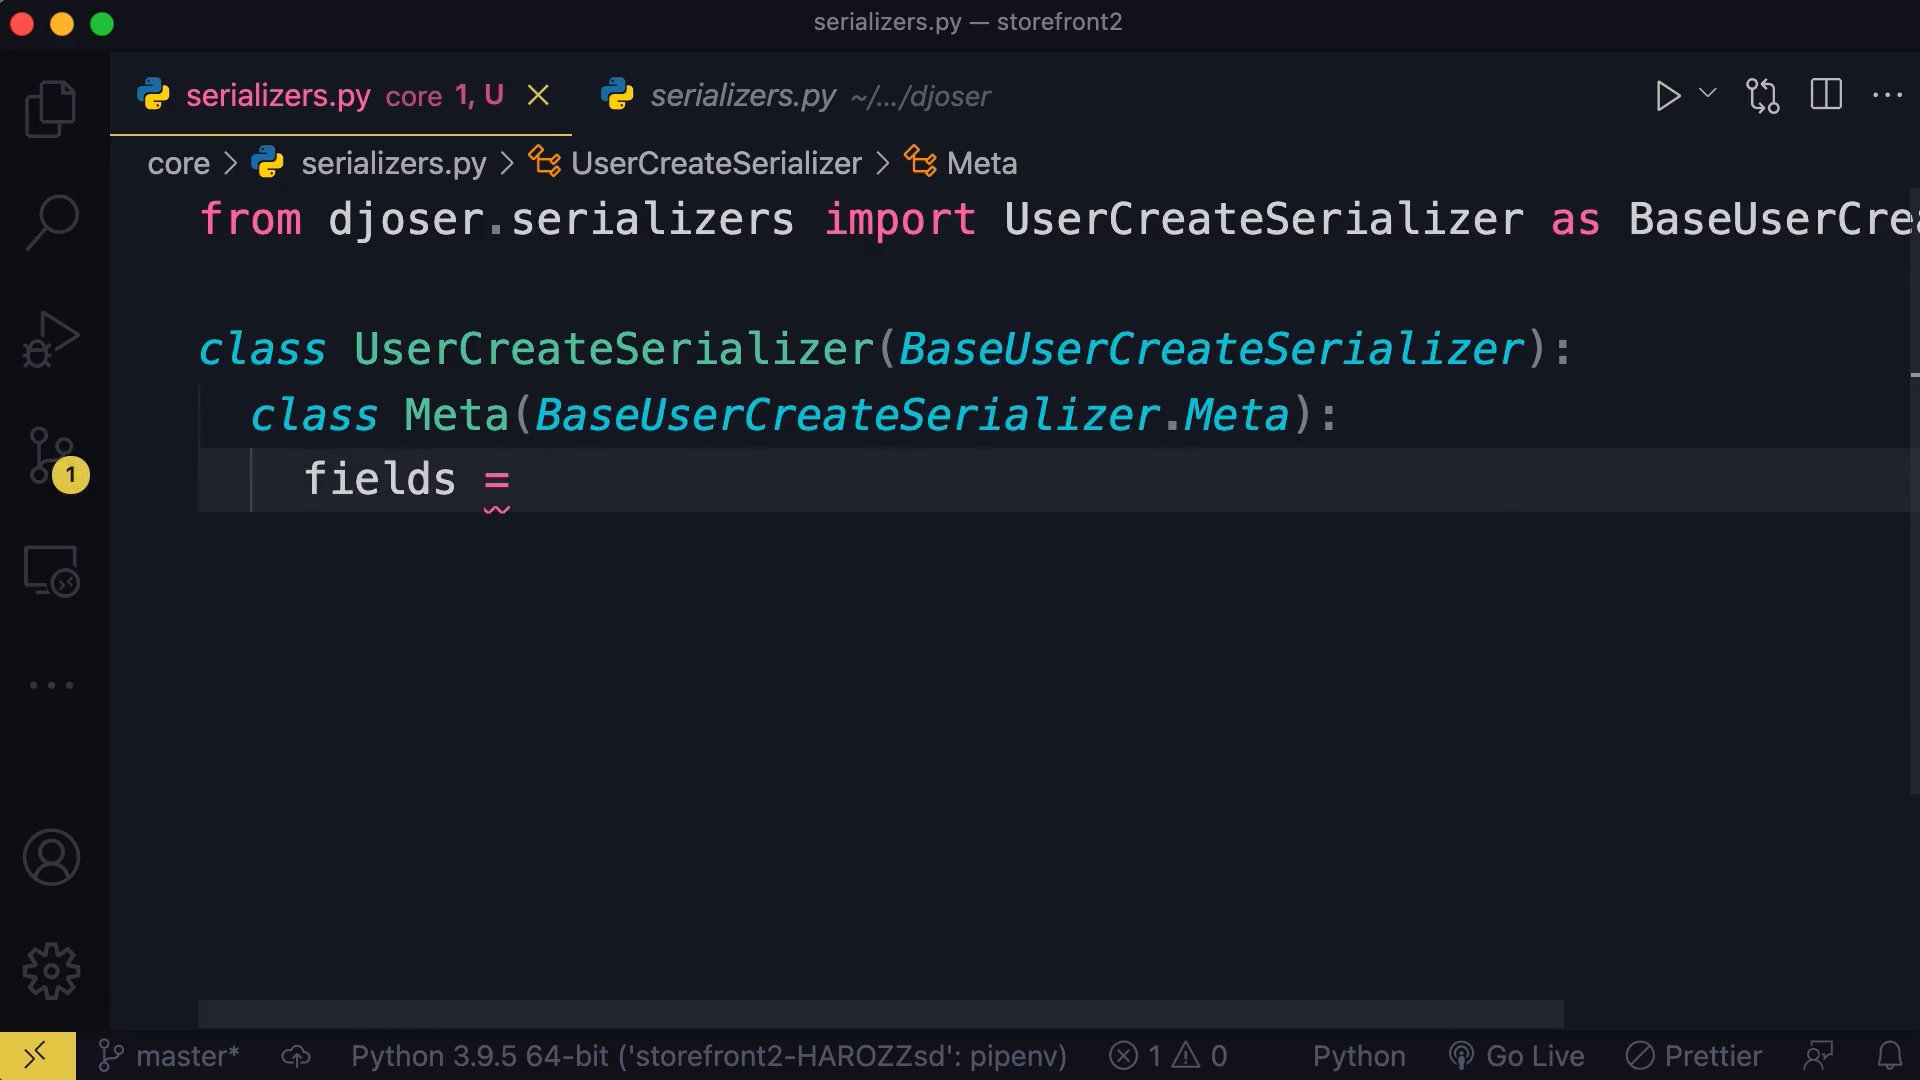 serializers.py — storefront2
serializers.py core 1, U serializers.py ~/.../djoser
core > serializers.py > UserCreateSerializer > Meta
from djoser.serializers import UserCreateSerializer as BaseUserCrea
class UserCreateSerializer(BaseUserCreateSerializer):
class Meta(BaseUserCreateSerializer.Meta):
fields =
1
master* Python 3.9.5 64-bit ('storefront2-HAROZZsd': pipenv) 1 0 Python Go Live Prettier